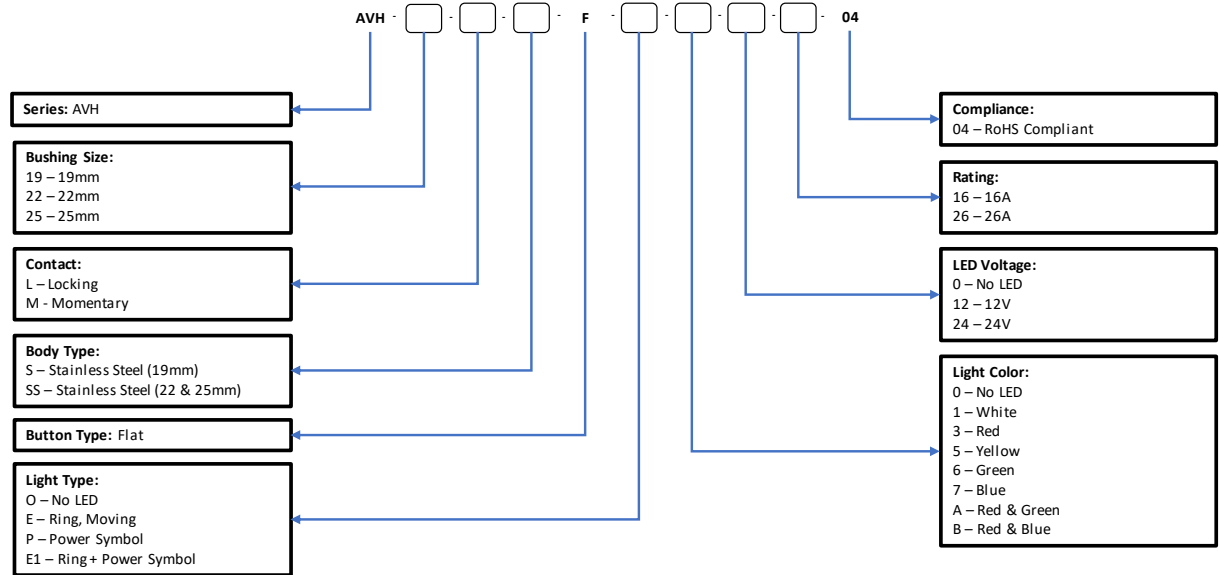 AVH - - - - F - - - - - 04
Series: AVH
Bushing Size:
19 – 19mm
22 – 22mm
25 – 25mm
Contact:
L – Locking
M - Momentary
Body Type:
S – Stainless Steel (19mm)
SS – Stainless Steel (22 & 25mm)
Button Type: Flat
Light Type:
O – No LED
E – Ring, Moving
P – Power Symbol
E1 – Ring + Power Symbol
Compliance:
04 – RoHS Compliant
Rating:
16 – 16A
26 – 26A
LED Voltage:
0 – No LED
12 – 12V
24 – 24V
Light Color:
0 – No LED
1 – White
3 – Red
5 – Yellow
6 – Green
7 – Blue
A – Red & Green
B – Red & Blue